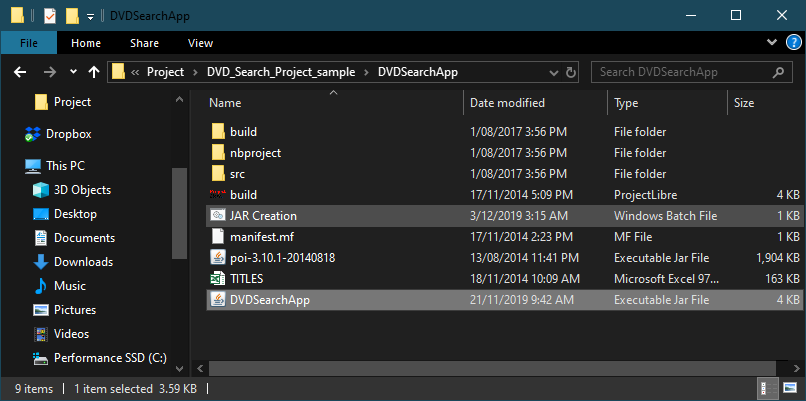 DVDSearchApp
File Home Share View
« Project > DVD_Search_Project_sample > DVDSearchApp Search DVDSearchApp
Project
Dropbox
This PC
3D Objects
Desktop
Documents
Downloads
Music
Pictures
Videos
Performance SSD (C:)
Name Date modified Type Size
build 1/08/2017 3:56 PM File folder
nbproject 1/08/2017 3:56 PM File folder
src 1/08/2017 3:56 PM File folder
build 17/11/2014 5:09 PM ProjectLibre 4 KB
JAR Creation 3/12/2019 3:15 AM Windows Batch File 1 KB
manifest.mf 17/11/2014 2:23 PM MF File 1 KB
poi-3.10.1-20140818 13/08/2014 11:41 PM Executable Jar File 1,904 KB
TITLES 18/11/2014 10:09 AM Microsoft Excel 97... 163 KB
DVDSearchApp 21/11/2019 9:42 AM Executable Jar File 4 KB
9 items 1 item selected 3.59 KB